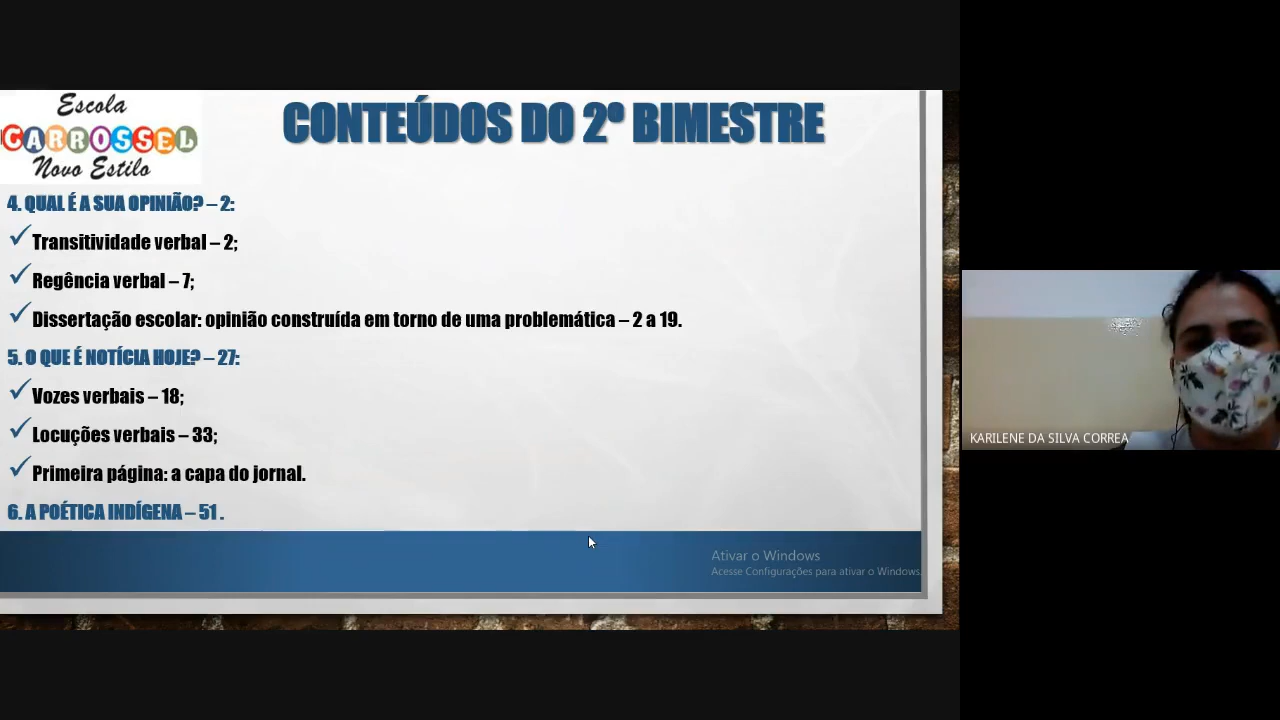 Escola
CARROSSEL
Novo Estilo
CONTEÚDOS DO 2º BIMESTRE
4. QUAL É A SUA OPINIÃO? – 2:
Transitividade verbal – 2;
Regência verbal – 7;
Dissertação escolar: opinião construída em torno de uma problemática – 2 a 19.
5. O QUE É NOTÍCIA HOJE? – 27:
Vozes verbais – 18;
Locuções verbais – 33;
Primeira página: a capa do jornal.
6. A POÉTICA INDÍGENA – 51 .
Ativar o Windows
Acesse Configurações para ativar o Windows.
KARILENE DA SILVA CORREA